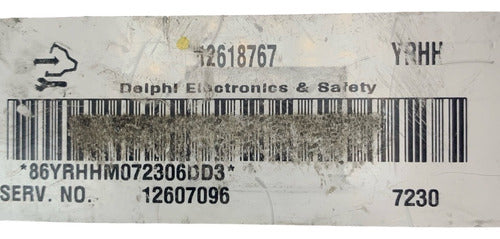 12618767 YRHH
Delphi Electronics & Safety
*86YRHHM072306DD3*
SERV. NO. 12607096 7230